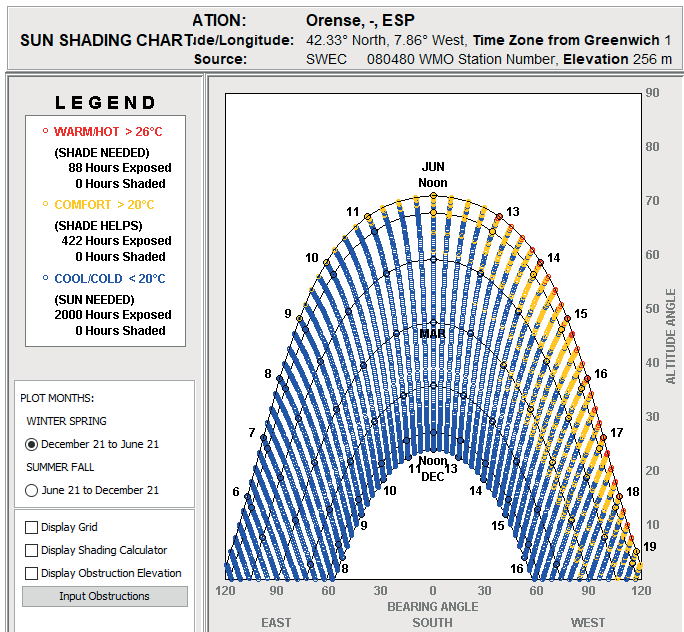 ATION:
Orense, -, ESP
SUN SHADING CHART
ide/Longitude:
42.33° North, 7.86° West, Time Zone from Greenwich 1
Source:
SWEC 080480 WMO Station Number, Elevation 256 m
LEGEND
WARM/HOT > 26°C
(SHADE NEEDED)
88 Hours Exposed
0 Hours Shaded
COMFORT > 20°C
(SHADE HELPS)
422 Hours Exposed
0 Hours Shaded
COOL/COLD < 20°C
(SUN NEEDED)
2000 Hours Exposed
0 Hours Shaded
PLOT MONTHS:
WINTER SPRING
December 21 to June 21
SUMMER FALL
June 21 to December 21
Display Grid
Display Shading Calculator
Display Obstruction Elevation
Input Obstructions
JUN
Noon
11
13
10
14
9
15
MAR
8
16
7
17
6
18
19
Noon
DEC
11
13
10
14
9
15
8
16
90
80
70
60
50
40
30
20
10
ALTITUDE ANGLE
120 90 60 30 0 30 60 90 120
BEARING ANGLE
EAST SOUTH WEST